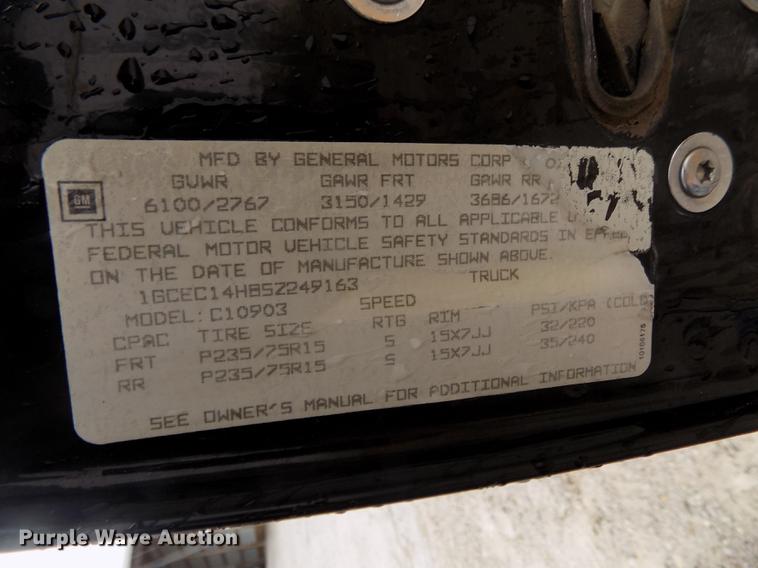 MFD BY GENERAL MOTORS CORP
GVWR GAWR FRT GAWR RR
GM
6100/2767 3150/1429 3686/1672
THIS VEHICLE CONFORMS TO ALL APPLICABLE
FEDERAL MOTOR VEHICLE SAFETY STANDARDS IN
ON THE DATE OF MANUFACTURE SHOWN ABOVE.
1GCEC14H8SZ249163 TRUCK
MODEL: C10903 SPEED
CPAC TIRE SIZE RTG RIM PSI/KPA (COLD)
FRT P235/75R15 S 15X7JJ 32/220
RR P235/75R15 S 15X7JJ 35/240
SEE OWNER'S MANUAL FOR ADDITIONAL INFORMATION
Purple Wave Auction